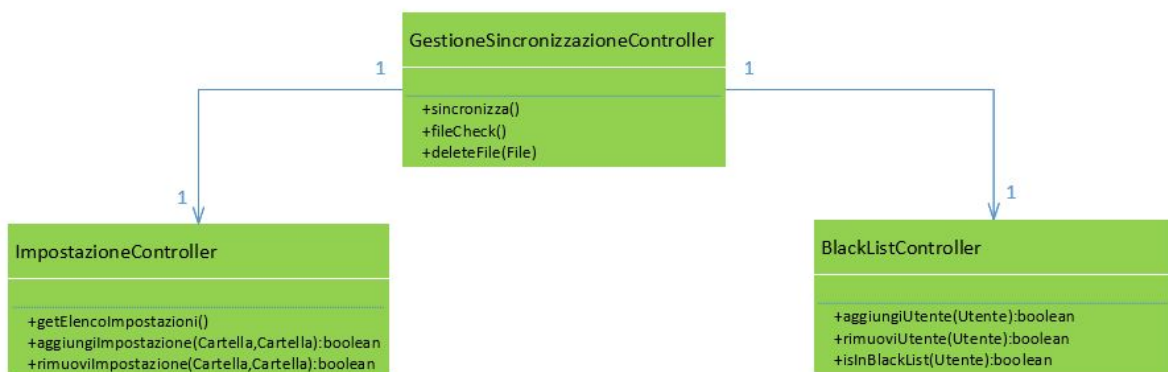 GestioneSincronizzazioneController
1
1
+sincronizza()
+fileCheck()
+deleteFile(File)
1
1
ImpostazioneController
+getElencoImpostazioni()
+aggiungiImpostazione(Cartella,Cartella):boolean
+rimuoviImpostazione(Cartella,Cartella):boolean
BlackListController
+aggiungiUtente(Utente):boolean
+rimuoviUtente(Utente):boolean
+isInBlackList(Utente):boolean